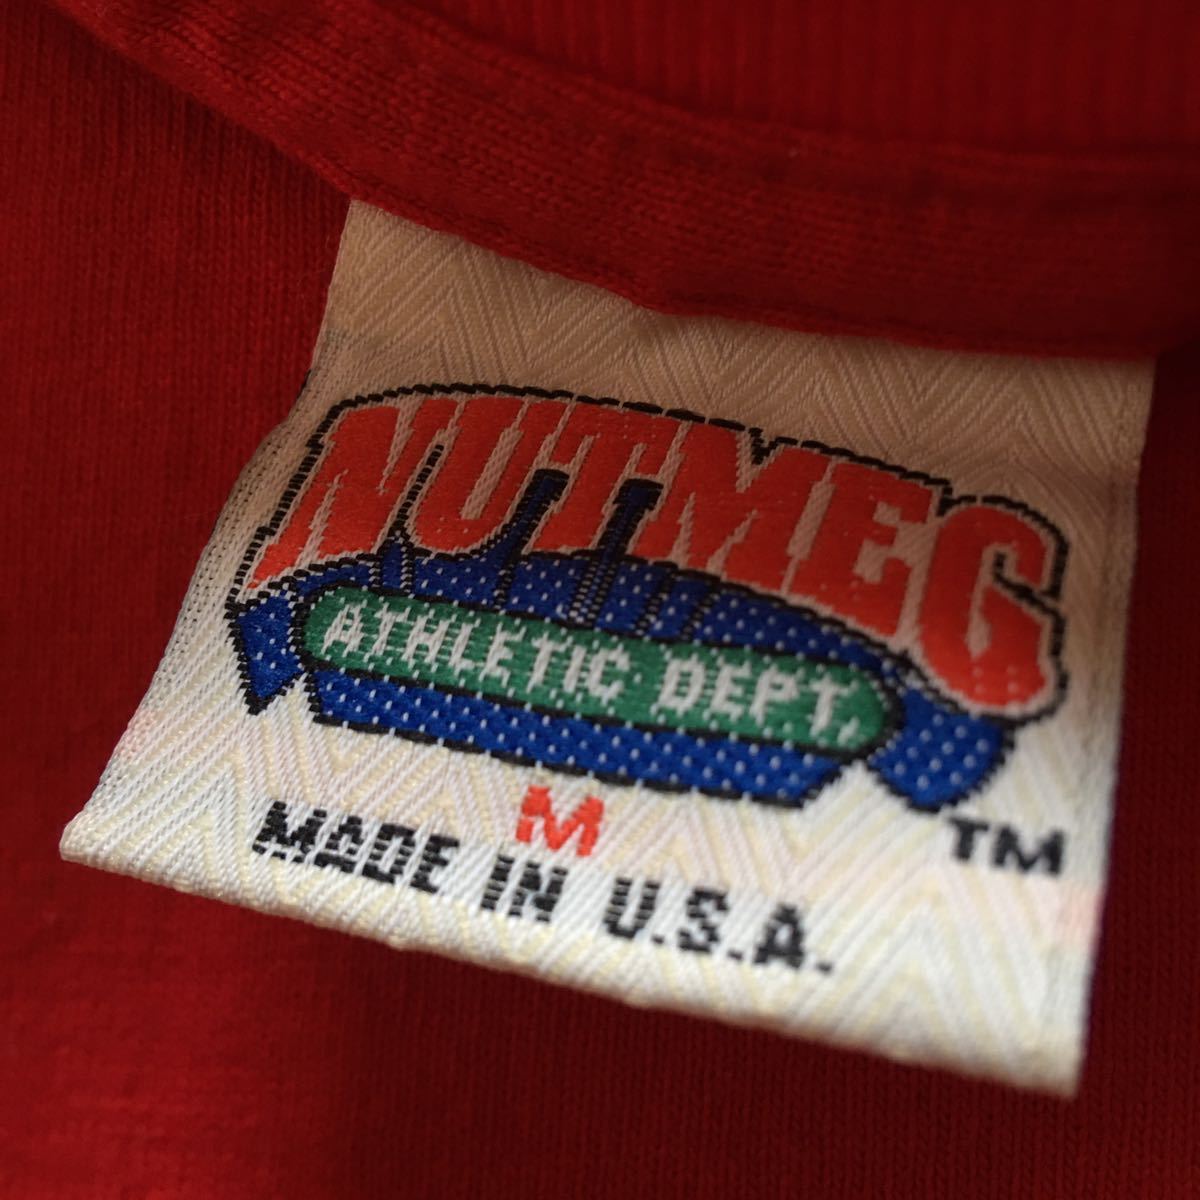 NUTMEG
ATHLETIC DEPT.
TM
M
MADE IN U.S.A.